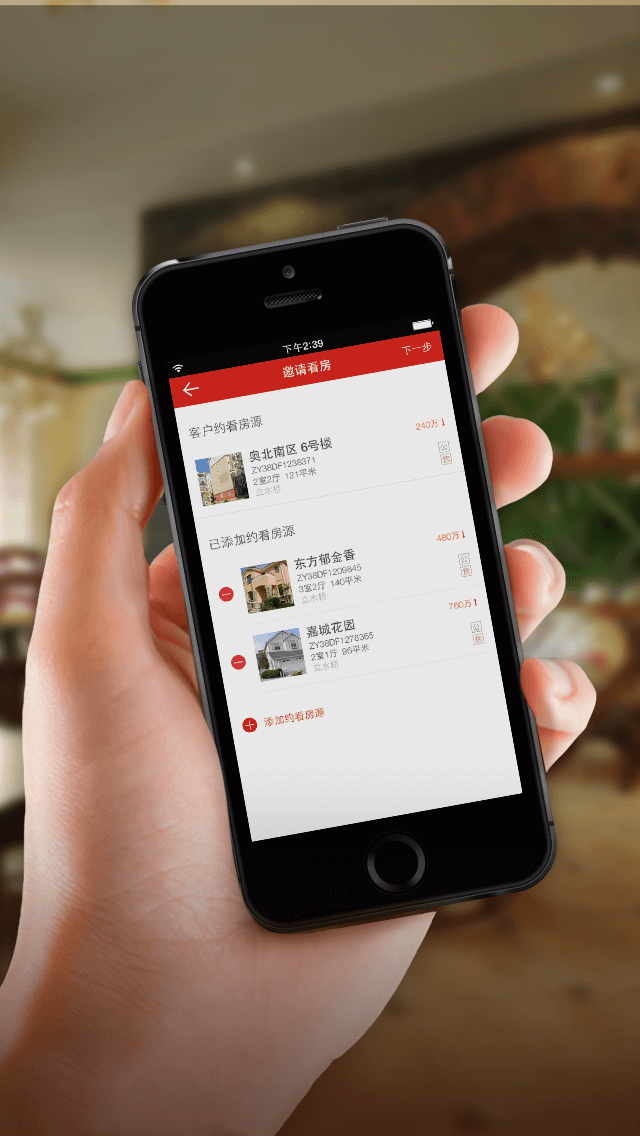 下午2:39
邀请看房
下一步
客户约看房源
奥北南区 6号楼
240万
ZY38DF1238371
公
2室2厅 121平米
售
立水桥
已添加约看房源
东方郁金香
480万
ZY38DF1209845
公
3室2厅 140平米
售
立水桥
嘉城花园
760万
ZY38DF1278365
公
2室1厅 96平米
售
立水桥
添加约看房源